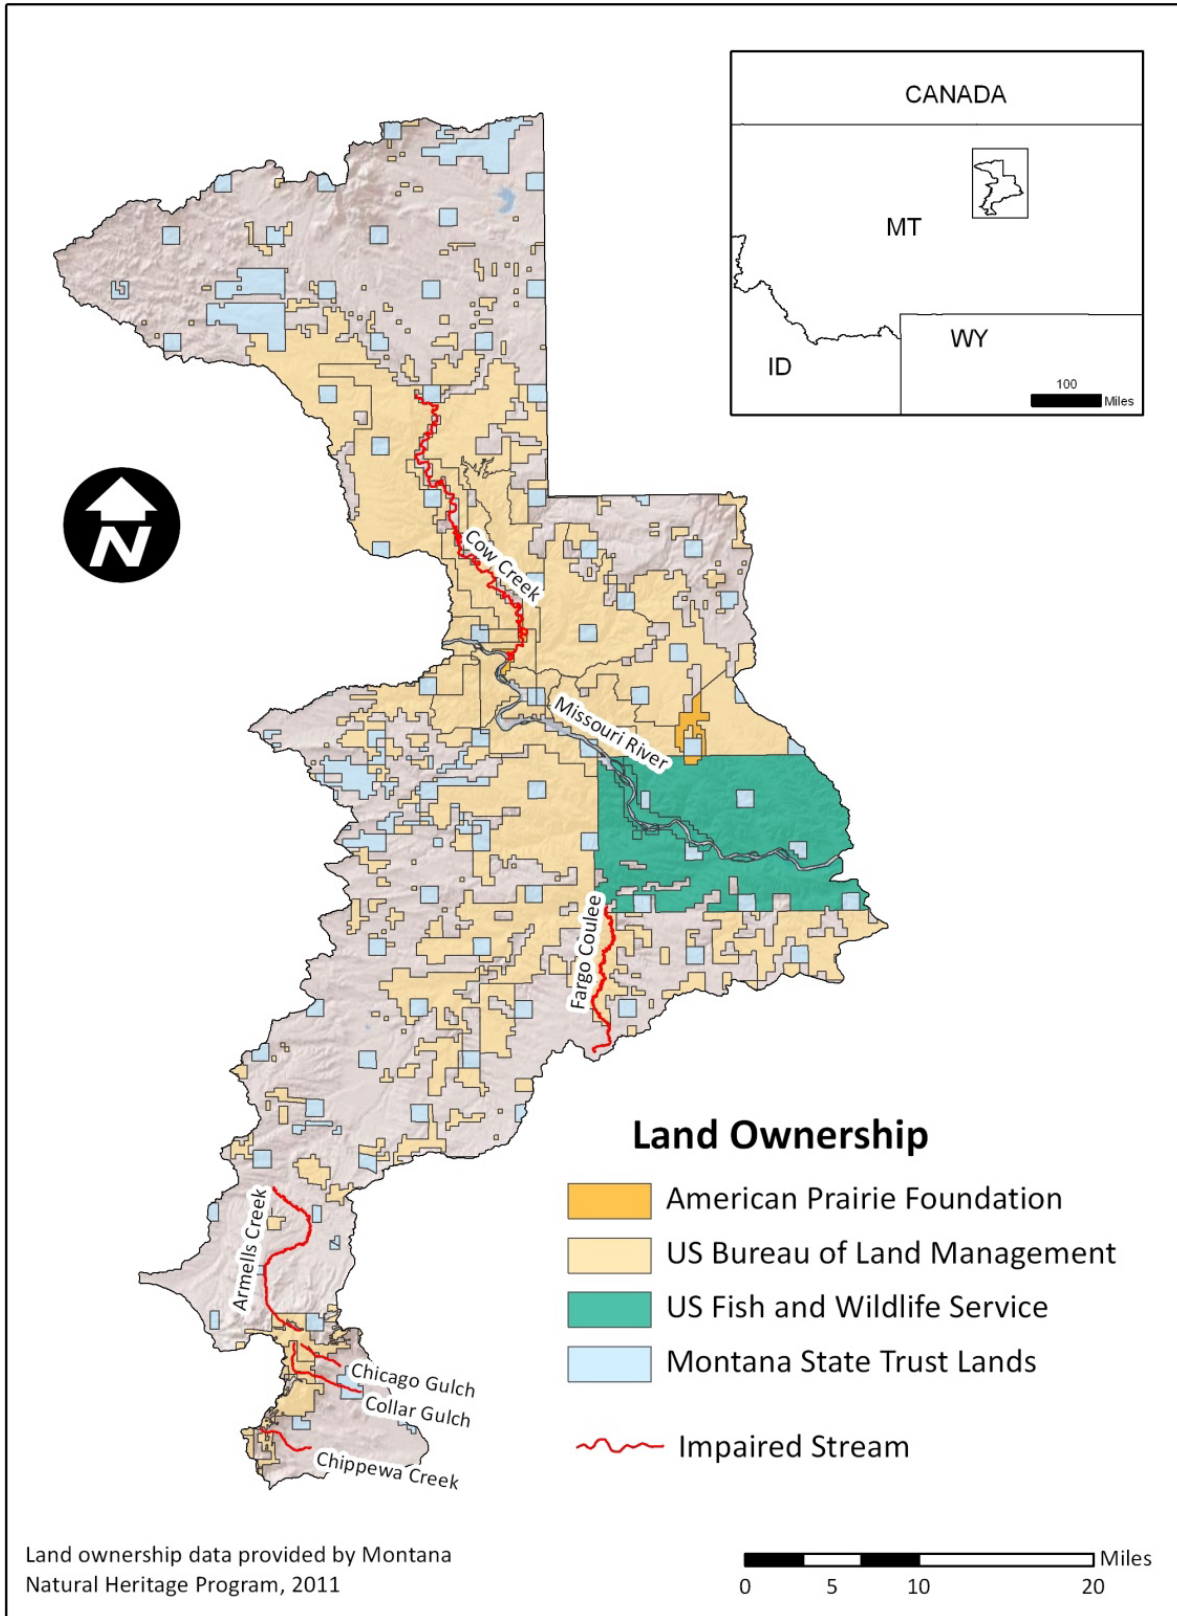 CANADA
MT
WY
ID
100
Miles
N
Cow Creek
Missouri River
Fargo Coulee
Armells Creek
Chicago Gulch
Collar Gulch
Chippewa Creek
Land Ownership
American Prairie Foundation
US Bureau of Land Management
US Fish and Wildlife Service
Montana State Trust Lands
Impaired Stream
Land ownership data provided by Montana
Natural Heritage Program, 2011
Miles
0 5 10 20